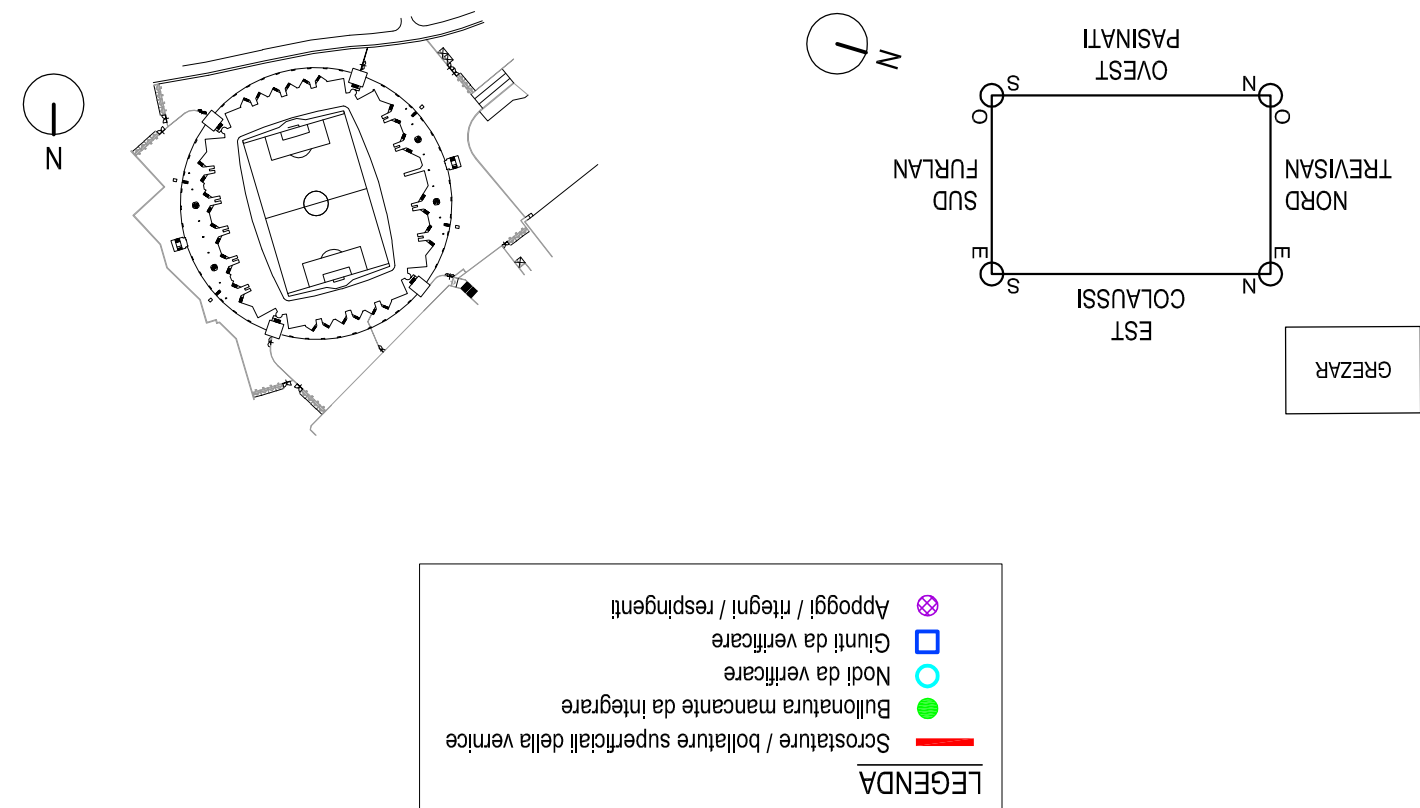 LEGENDA
Scrostature / bollature superficiali della vernice
Bullonatura mancante da integrare
Nodi da verificare
Giunti da verificare
Appoggi / ritegni / respingenti
GREZAR
EST
COLAUSSI
N
S
E
E
NORD
TREVISAN
SUD
FURLAN
O
O
N
S
OVEST
PASINATI
N
N